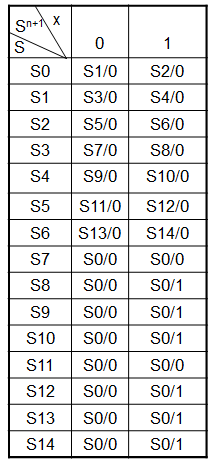 Sⁿ⁺¹ X
S 0 1
S0 S1/0 S2/0
S1 S3/0 S4/0
S2 S5/0 S6/0
S3 S7/0 S8/0
S4 S9/0 S10/0
S5 S11/0 S12/0
S6 S13/0 S14/0
S7 S0/0 S0/0
S8 S0/0 S0/1
S9 S0/0 S0/1
S10 S0/0 S0/1
S11 S0/0 S0/0
S12 S0/0 S0/1
S13 S0/0 S0/1
S14 S0/0 S0/1